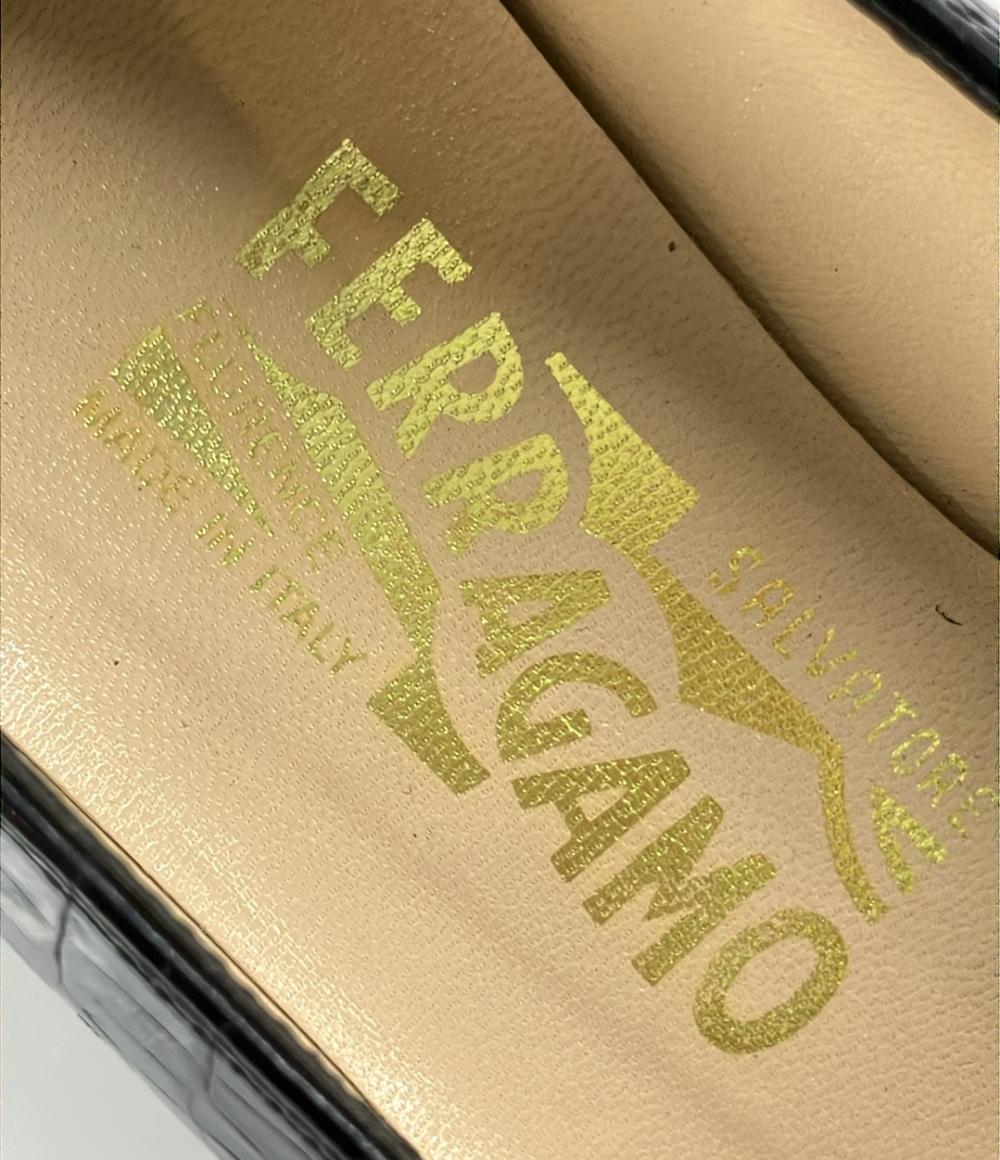 SALVATORE
FERRAGAMO
FLORENCE
MADE IN ITALY